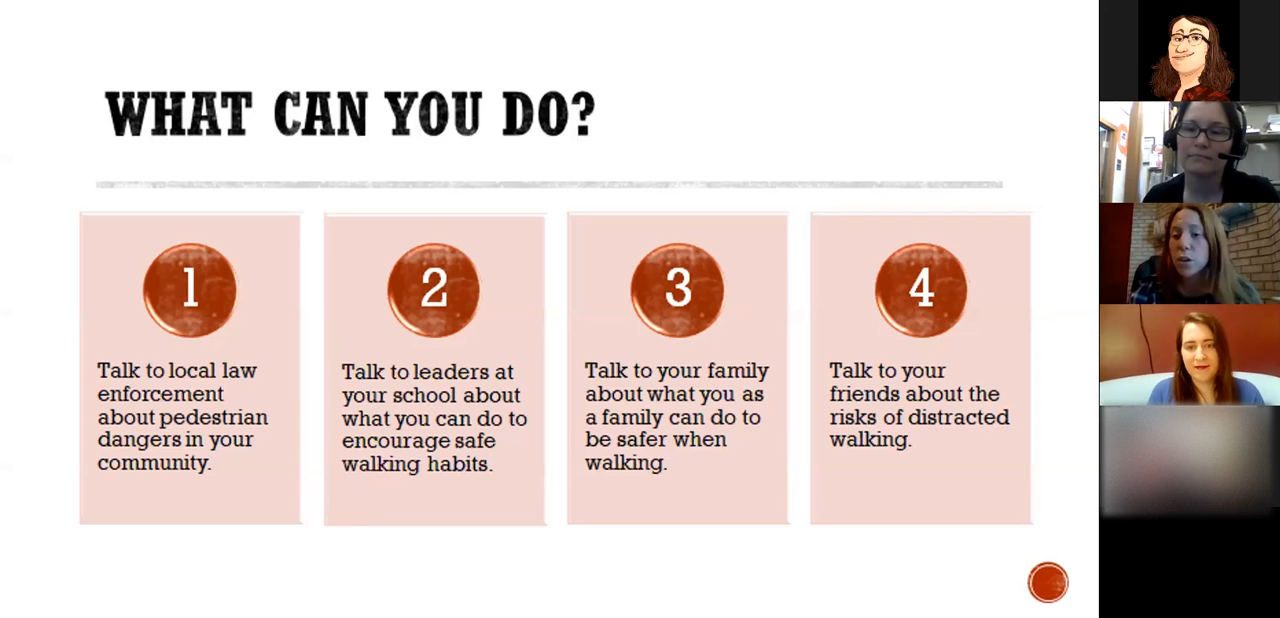 WHAT CAN YOU DO?
1
Talk to local law
enforcement
about pedestrian
dangers in your
community.
2
Talk to leaders at
your school about
what you can do to
encourage safe
walking habits.
3
Talk to your family
about what you as
a family can do to
be safer when
walking.
4
Talk to your
friends about the
risks of distracted
walking.